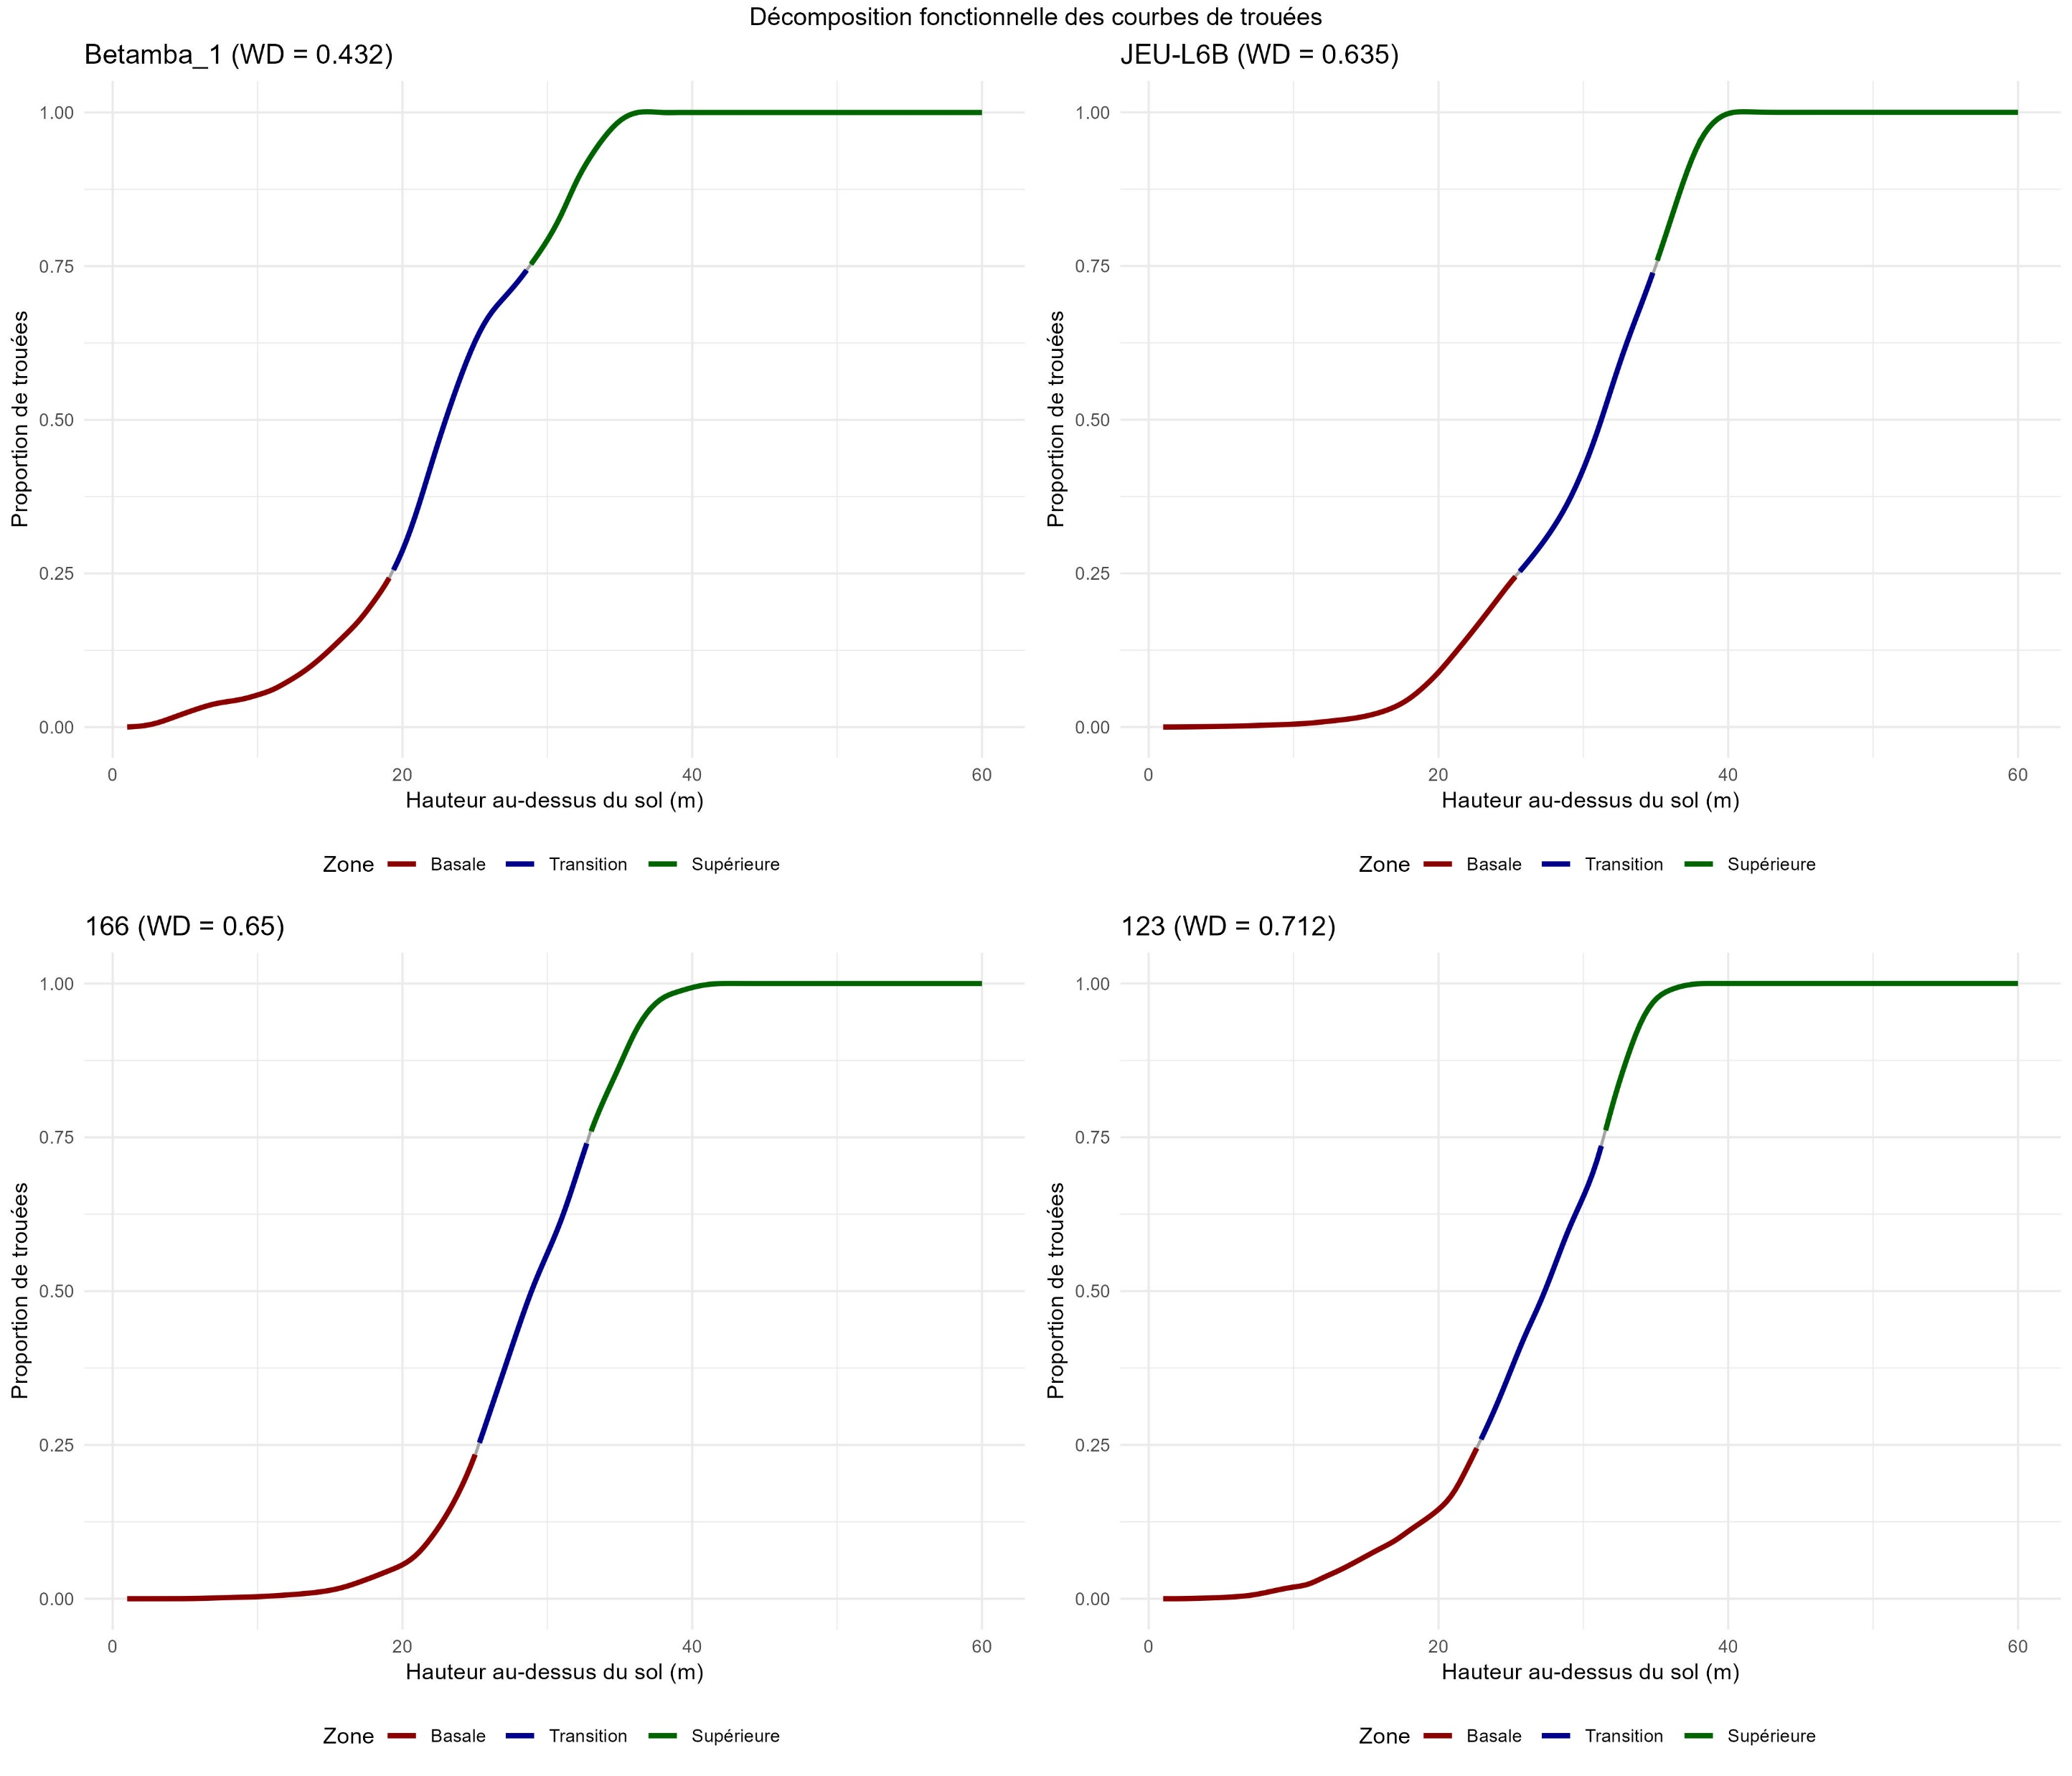 Décomposition fonctionnelle des courbes de trouées
Betamba_1 (WD = 0.432)
Proportion de trouées
1.00
0.75
0.50
0.25
0.00
0 20 40 60
Hauteur au-dessus du sol (m)
Zone Basale Transition Supérieure
JEU-L6B (WD = 0.635)
Proportion de trouées
1.00
0.75
0.50
0.25
0.00
0 20 40 60
Hauteur au-dessus du sol (m)
Zone Basale Transition Supérieure
166 (WD = 0.65)
Proportion de trouées
1.00
0.75
0.50
0.25
0.00
0 20 40 60
Hauteur au-dessus du sol (m)
Zone Basale Transition Supérieure
123 (WD = 0.712)
Proportion de trouées
1.00
0.75
0.50
0.25
0.00
0 20 40 60
Hauteur au-dessus du sol (m)
Zone Basale Transition Supérieure